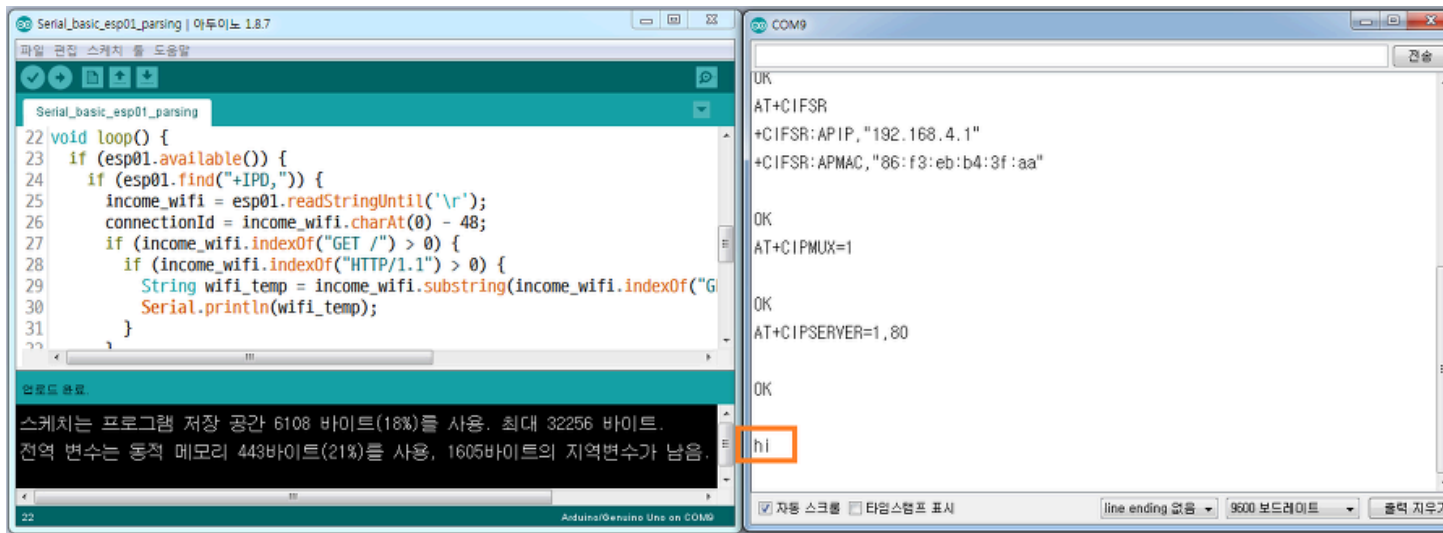 Serial_basic_esp01_parsing | 아두이노 1.8.7
파일 편집 스케치 툴 도움말
Serial_basic_esp01_parsing
22 void loop() {
23 if (esp01.available()) {
24 if (esp01.find("+IPD,")) {
25 income_wifi = esp01.readStringUntil('\r');
26 connectionId = income_wifi.charAt(0) - 48;
27 if (income_wifi.indexOf("GET /") > 0) {
28 if (income_wifi.indexOf("HTTP/1.1") > 0) {
29 String wifi_temp = income_wifi.substring(income_wifi.indexOf("G
30 Serial.println(wifi_temp);
31 }
업로드 완료.
스케치는 프로그램 저장 공간 6108 바이트(18%)를 사용. 최대 32256 바이트.
전역 변수는 동적 메모리 443바이트(21%)를 사용, 1605바이트의 지역변수가 남음.
22
Arduino/Genuino Uno on COM9
COM9
전송
OK
AT+CIFSR
+CIFSR:APIP,"192.168.4.1"
+CIFSR:APMAC,"86:f3:eb:b4:3f:aa"
OK
AT+CIPMUX=1
OK
AT+CIPSERVER=1,80
OK
hi
자동 스크롤 타임스탬프 표시
line ending 없음
9600 보드레이트
출력 지우기